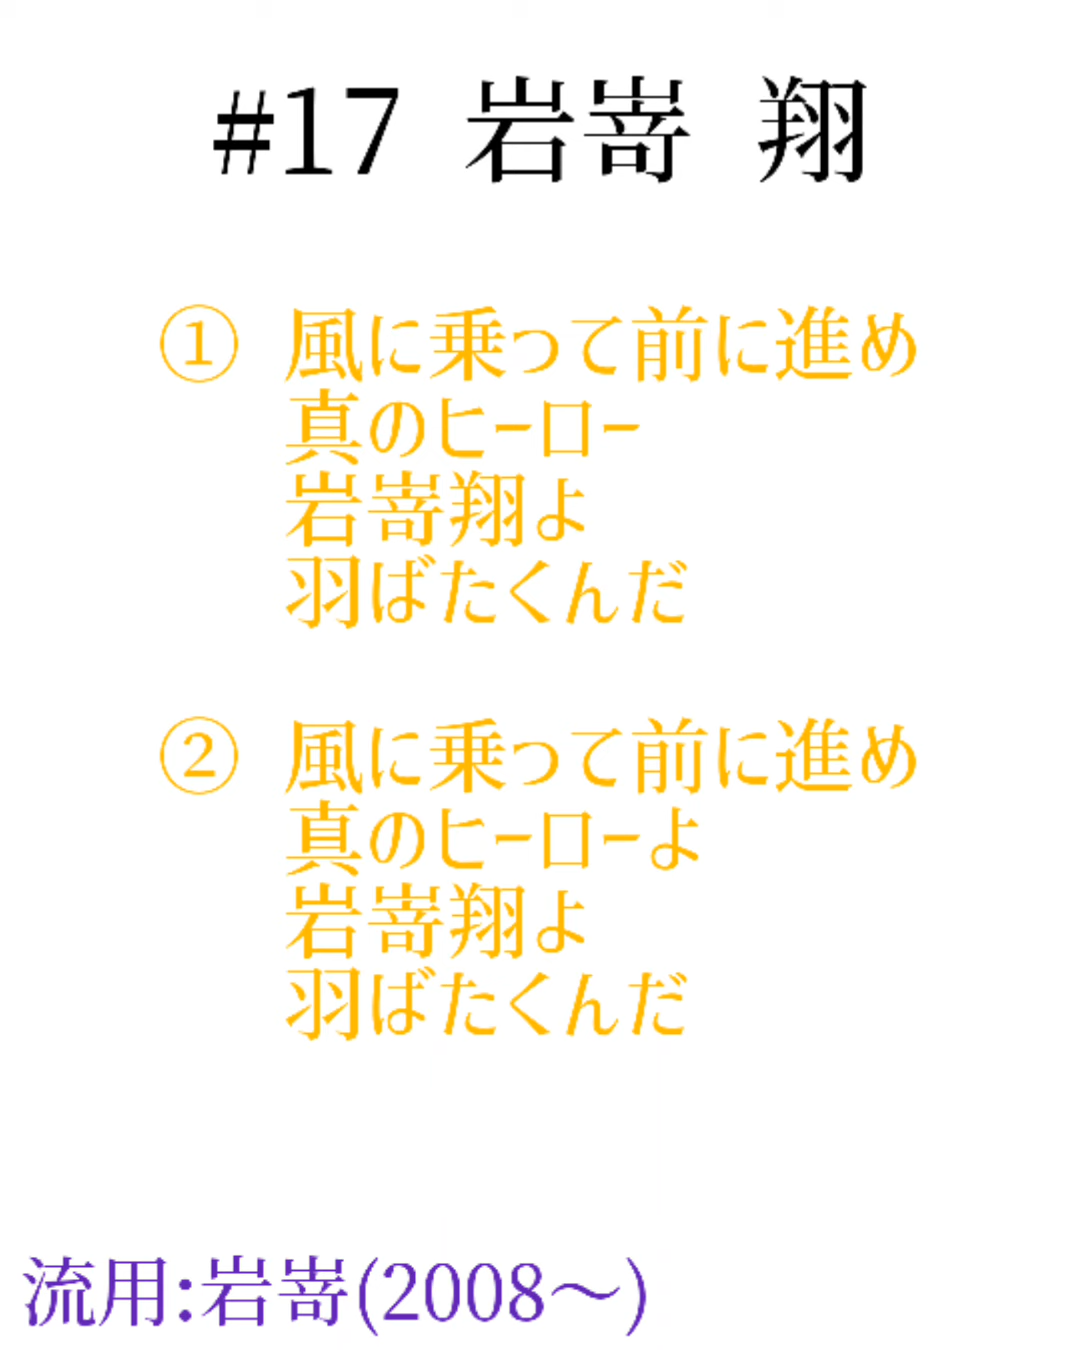 #17 岩嵜 翔
① 風に乗って前に進め
真のヒーロー
岩嵜翔よ
羽ばたくんだ
② 風に乗って前に進め
真のヒーローよ
岩嵜翔よ
羽ばたくんだ
流用:岩嵜(2008〜)